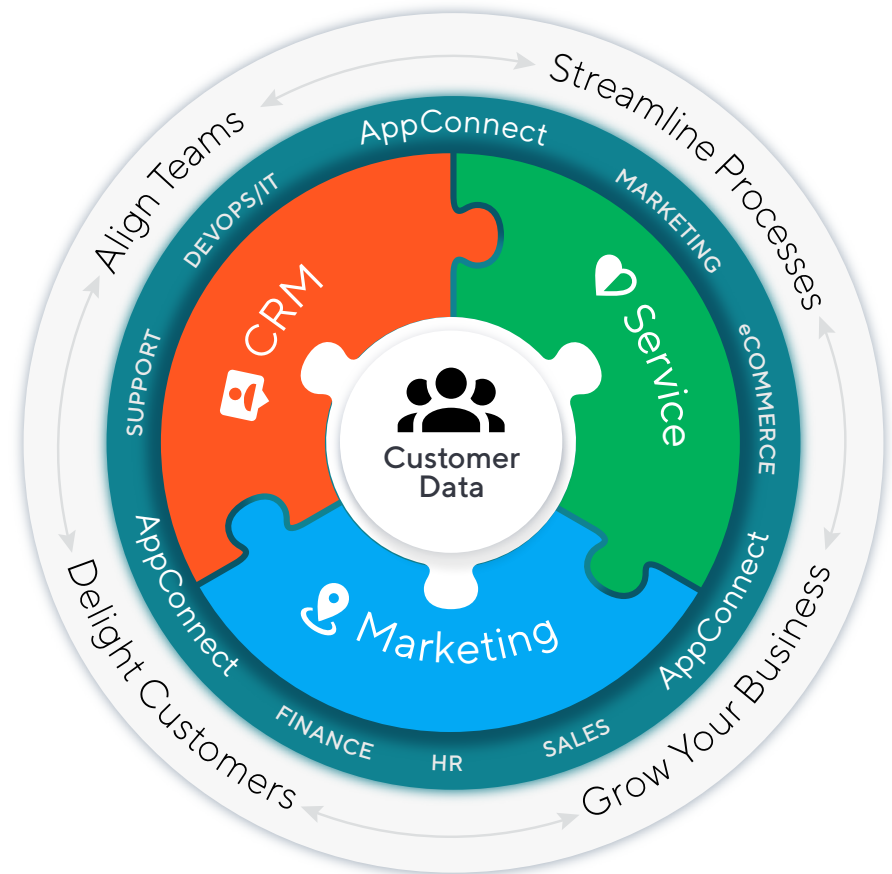 Streamline Processes
Align Teams
Grow Your Business
Delight Customers
AppConnect
MARKETING
eCOMMERCE
AppConnect
SALES
HR
FINANCE
AppConnect
SUPPORT
DEVOPS/IT
CRM
Service
Marketing
Customer
Data